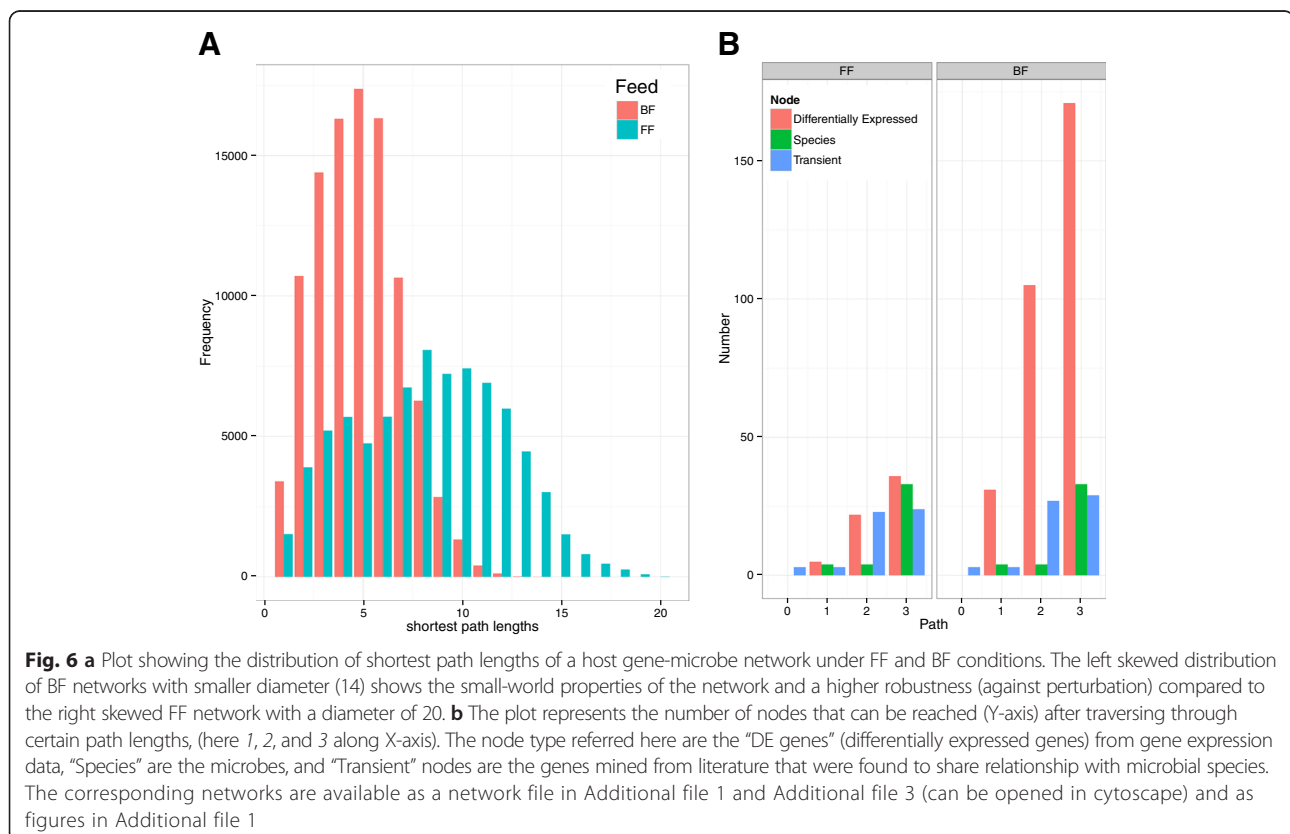 A
Feed
BF
FF
15000
10000
5000
0
Frequency
0 5 10 15 20
shortest path lengths
B
FF BF
Node
Differentially Expressed
Species
Transient
150
100
50
0
Number
0 1 2 3 0 1 2 3
Path
Fig. 6 a Plot showing the distribution of shortest path lengths of a host gene-microbe network under FF and BF conditions. The left skewed distribution
of BF networks with smaller diameter (14) shows the small-world properties of the network and a higher robustness (against perturbation) compared to
the right skewed FF network with a diameter of 20. b The plot represents the number of nodes that can be reached (Y-axis) after traversing through
certain path lengths, (here 1, 2, and 3 along X-axis). The node type referred here are the “DE genes” (differentially expressed genes) from gene expression
data, “Species” are the microbes, and “Transient” nodes are the genes mined from literature that were found to share relationship with microbial species.
The corresponding networks are available as a network file in Additional file 1 and Additional file 3 (can be opened in cytoscape) and as
figures in Additional file 1